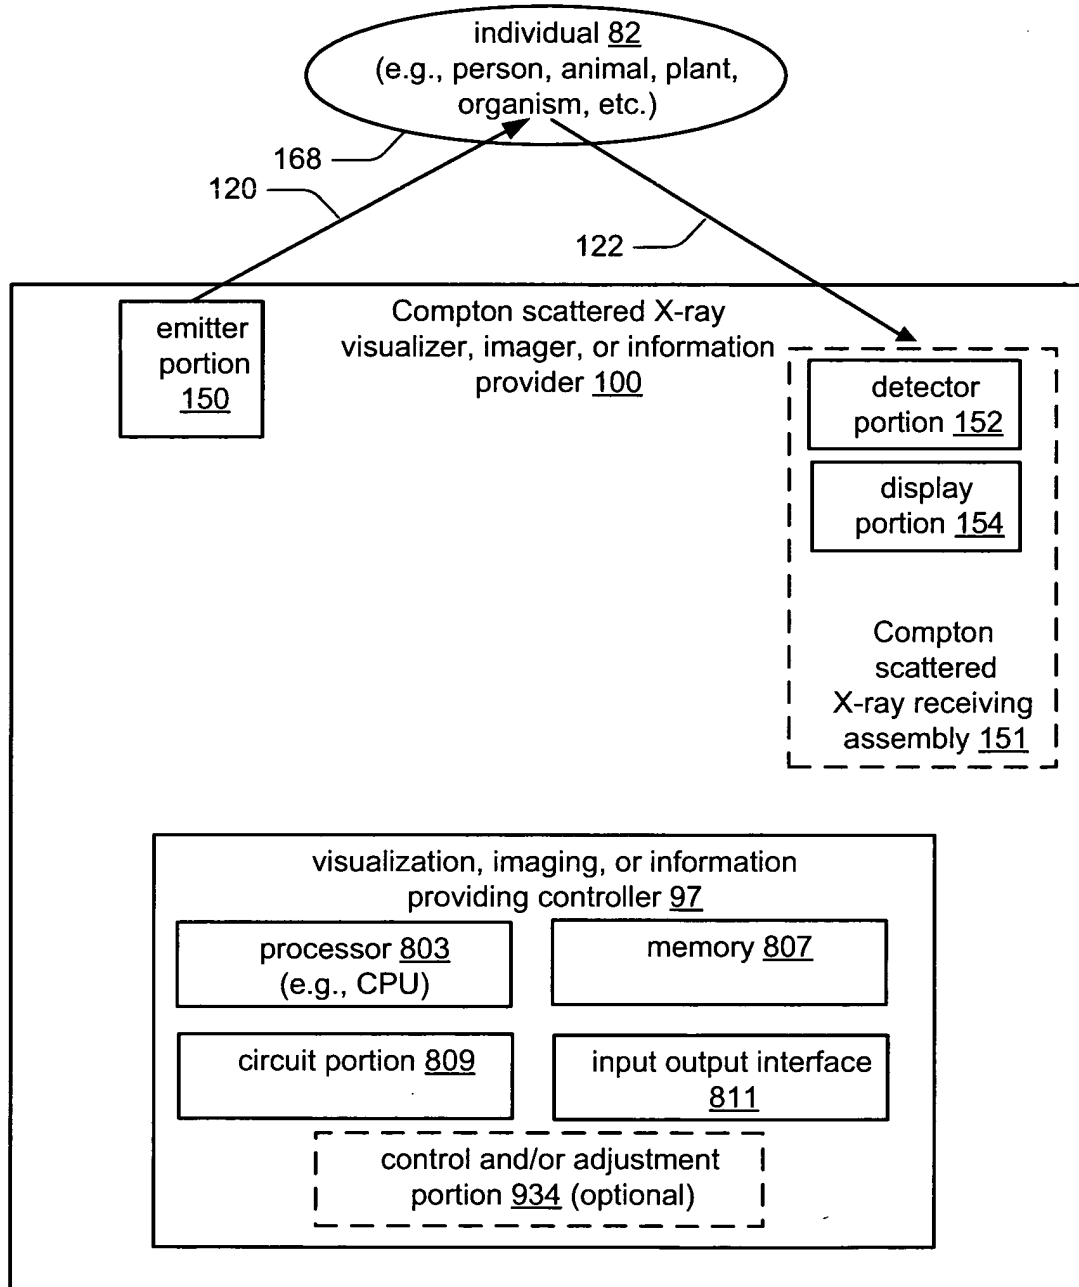 individual 82
(e.g., person, animal, plant,
organism, etc.)
168
120
122
emitter
portion
150
Compton scattered X-ray
visualizer, imager, or information
provider 100
detector
portion 152
display
portion 154
Compton
scattered
X-ray receiving
assembly 151
visualization, imaging, or information
providing controller 97
processor 803
(e.g., CPU)
memory 807
circuit portion 809
input output interface
811
control and/or adjustment
portion 934 (optional)